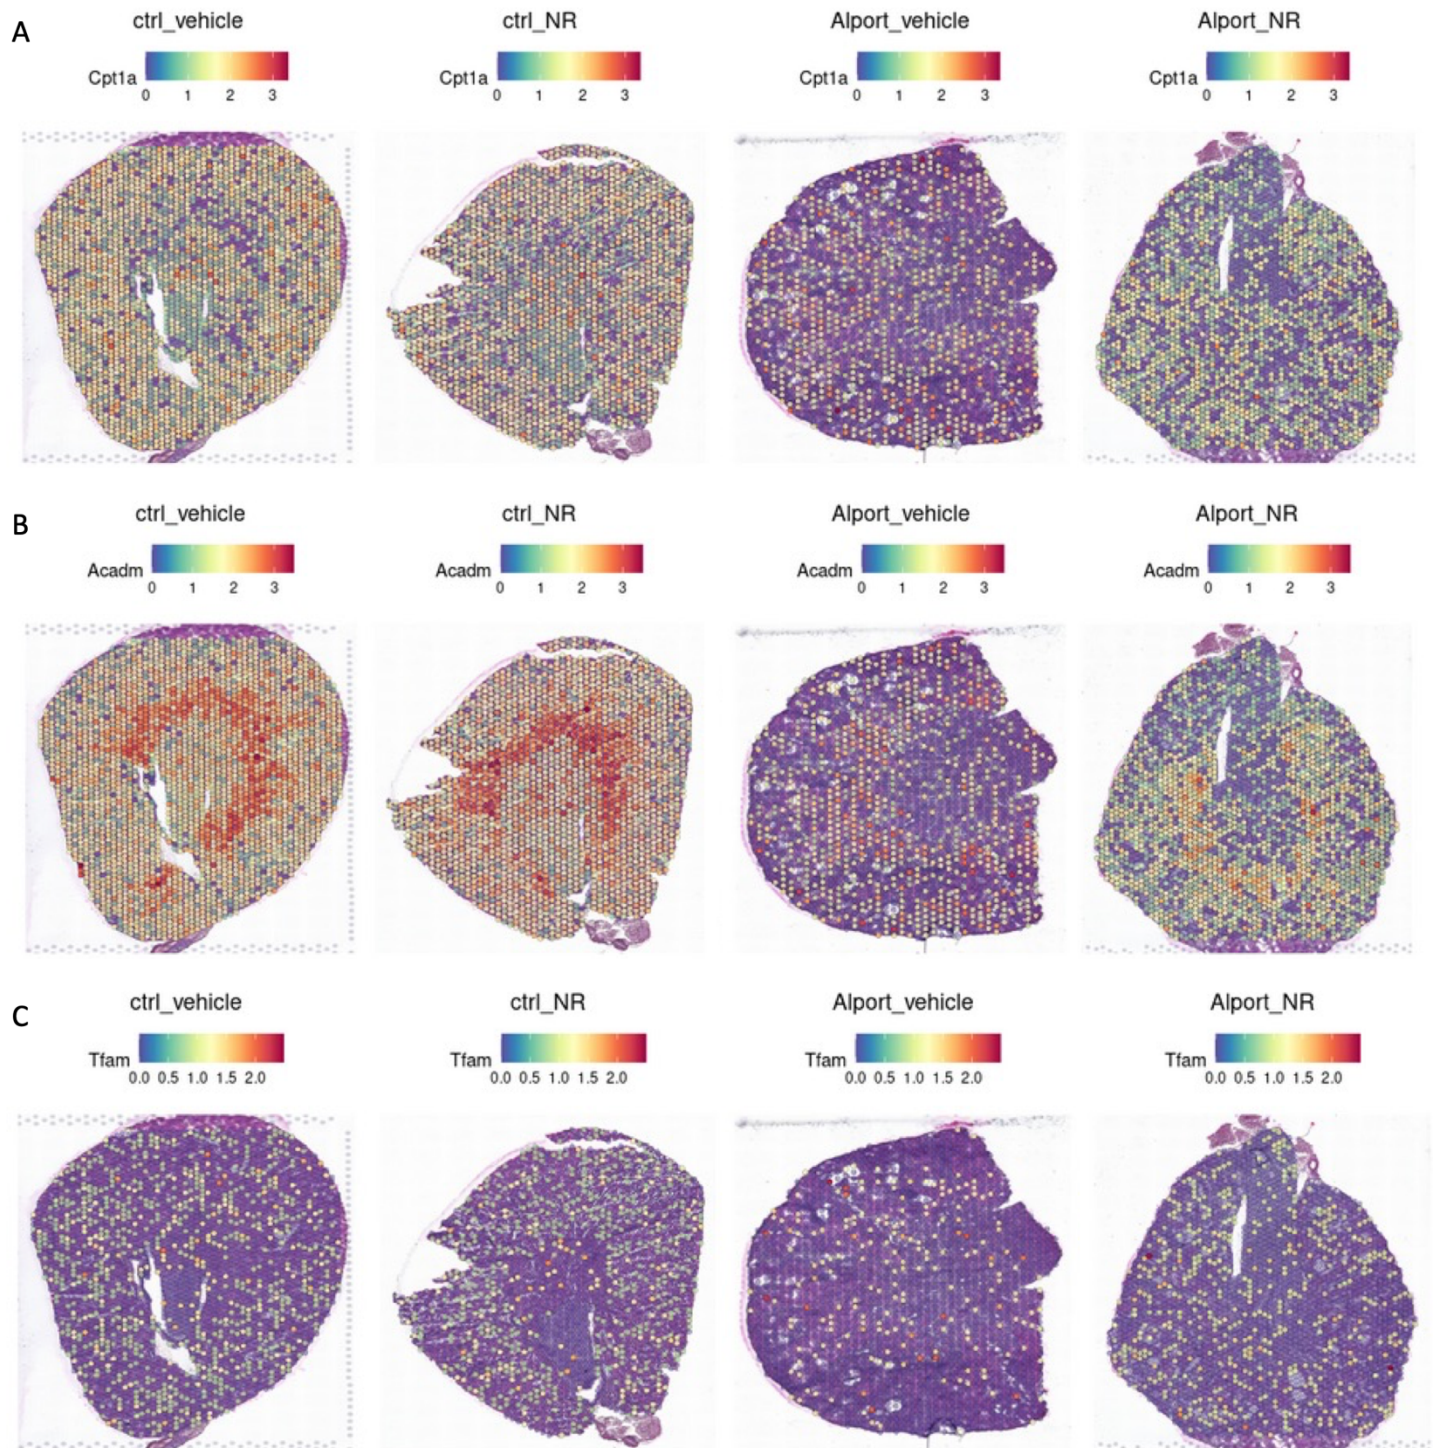 A
ctrl_vehicle ctrl_NR Alport_vehicle Alport_NR
Cpt1a Cpt1a Cpt1a Cpt1a
0 1 2 3 0 1 2 3 0 1 2 3 0 1 2 3
B
ctrl_vehicle ctrl_NR Alport_vehicle Alport_NR
Acadm Acadm Acadm Acadm
0 1 2 3 0 1 2 3 0 1 2 3 0 1 2 3
C
ctrl_vehicle ctrl_NR Alport_vehicle Alport_NR
Tfam Tfam Tfam Tfam
0.0 0.5 1.0 1.5 2.0 0.0 0.5 1.0 1.5 2.0 0.0 0.5 1.0 1.5 2.0 0.0 0.5 1.0 1.5 2.0